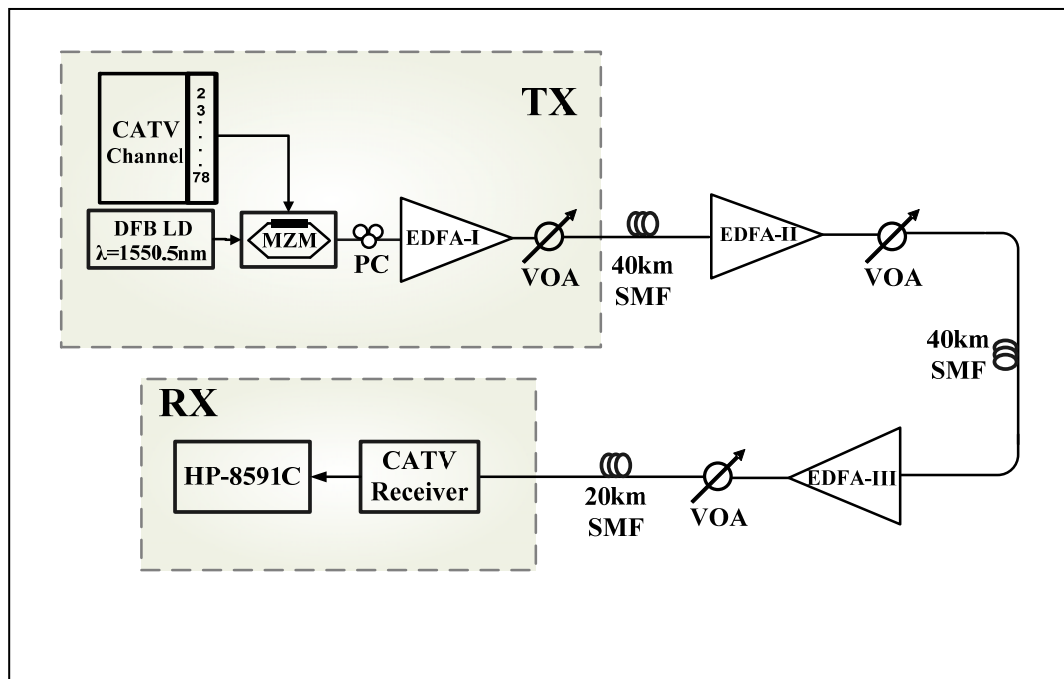 TX
CATV
Channel
2
3
.
.
.
.
78
DFB LD
λ=1550.5nm
MZM
PC
EDFA-I
VOA
40km
SMF
EDFA-II
VOA
40km
SMF
EDFA-III
VOA
20km
SMF
RX
CATV
Receiver
HP-8591C